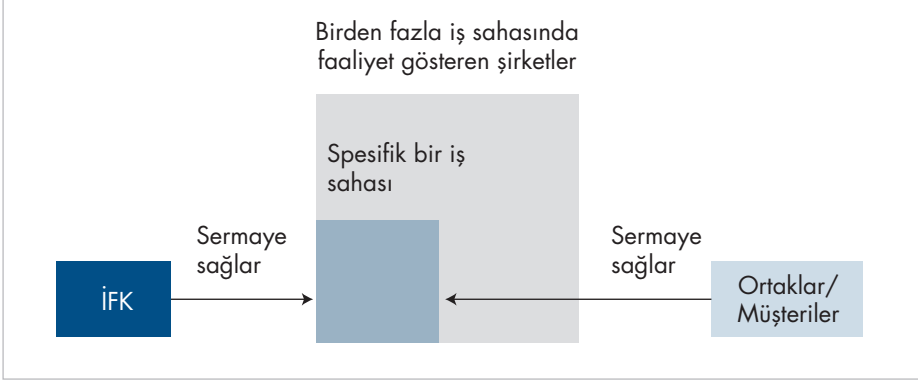 Birden fazla iş sahasında
faaliyet gösteren şirketler
Spesifik bir iş
sahası
Sermaye
sağlar
Sermaye
sağlar
İFK
Ortaklar/
Müşteriler